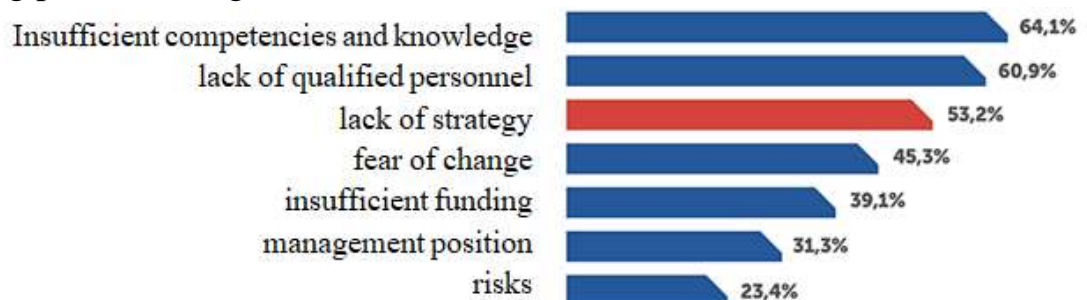 Insufficient competencies and knowledge 64,1%
lack of qualified personnel 60,9%
lack of strategy 53,2%
fear of change 45,3%
insufficient funding 39,1%
management position 31,3%
risks 23,4%